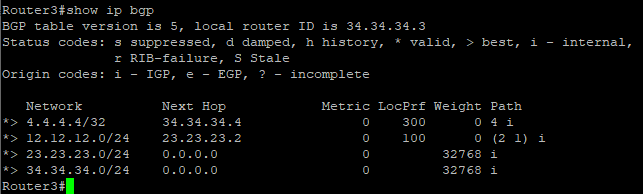 Router3#show ip bgp
BGP table version is 5, local router ID is 34.34.34.3
Status codes: s suppressed, d damped, h history, * valid, > best, i - internal,
              r RIB-failure, S Stale
Origin codes: i - IGP, e - EGP, ? - incomplete

   Network          Next Hop            Metric LocPrf Weight Path
*> 4.4.4.4/32       34.34.34.4               0    300      0 4 i
*> 12.12.12.0/24    23.23.23.2               0    100      0 (2 1) i
*> 23.23.23.0/24    0.0.0.0                  0         32768 i
*> 34.34.34.0/24    0.0.0.0                  0         32768 i
Router3#